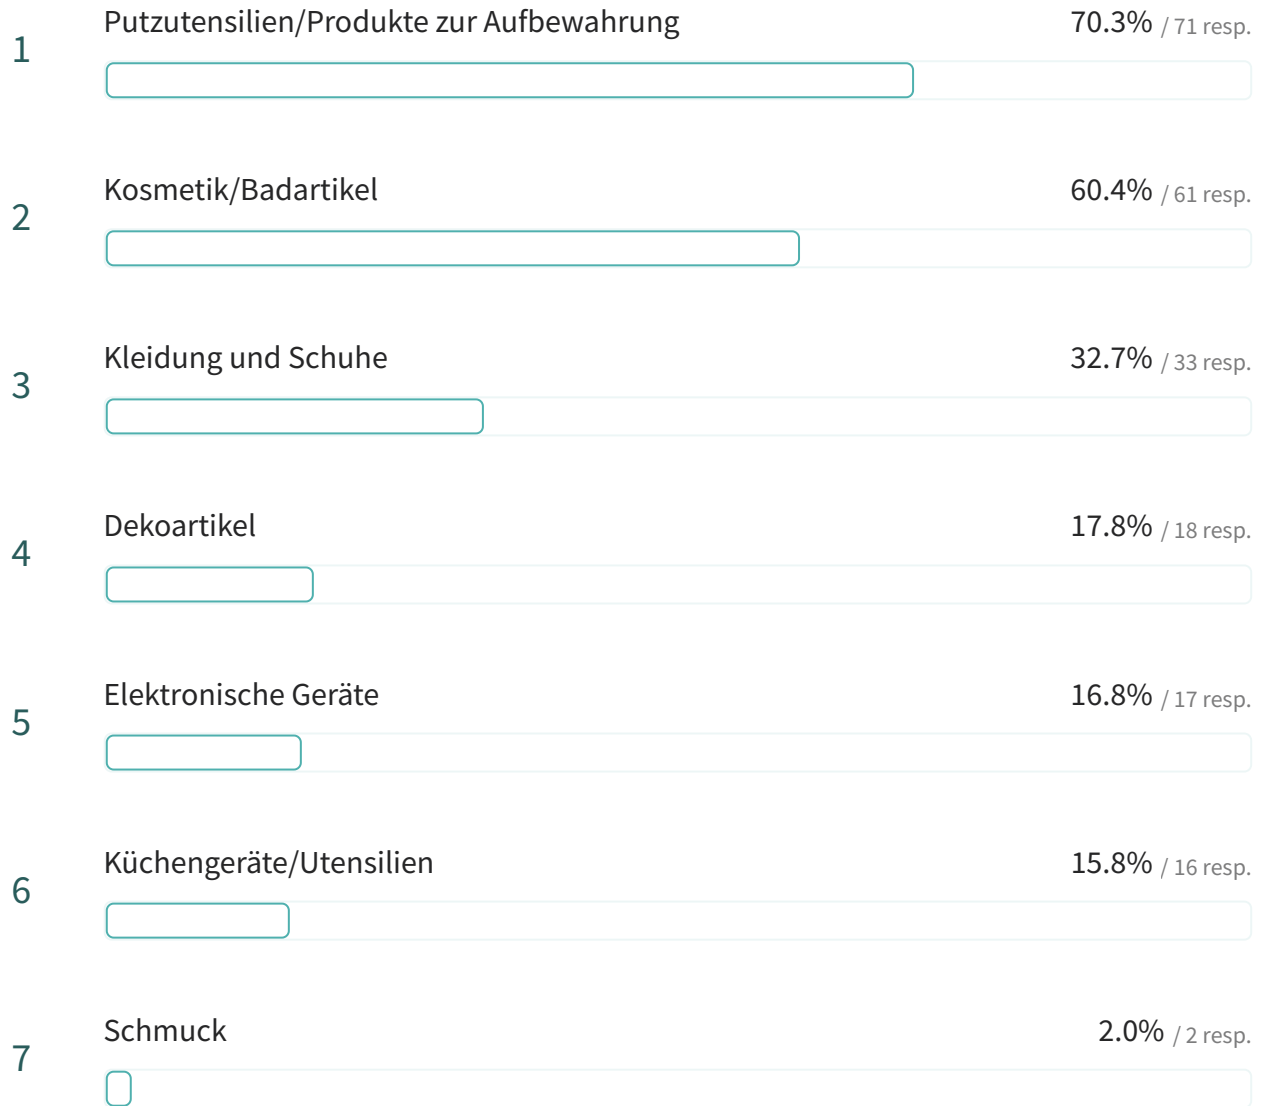 1
Putzutensilien/Produkte zur Aufbewahrung 70.3% / 71 resp.
2
Kosmetik/Badartikel 60.4% / 61 resp.
3
Kleidung und Schuhe 32.7% / 33 resp.
4
Dekoartikel 17.8% / 18 resp.
5
Elektronische Geräte 16.8% / 17 resp.
6
Küchengeräte/Utensilien 15.8% / 16 resp.
7
Schmuck 2.0% / 2 resp.